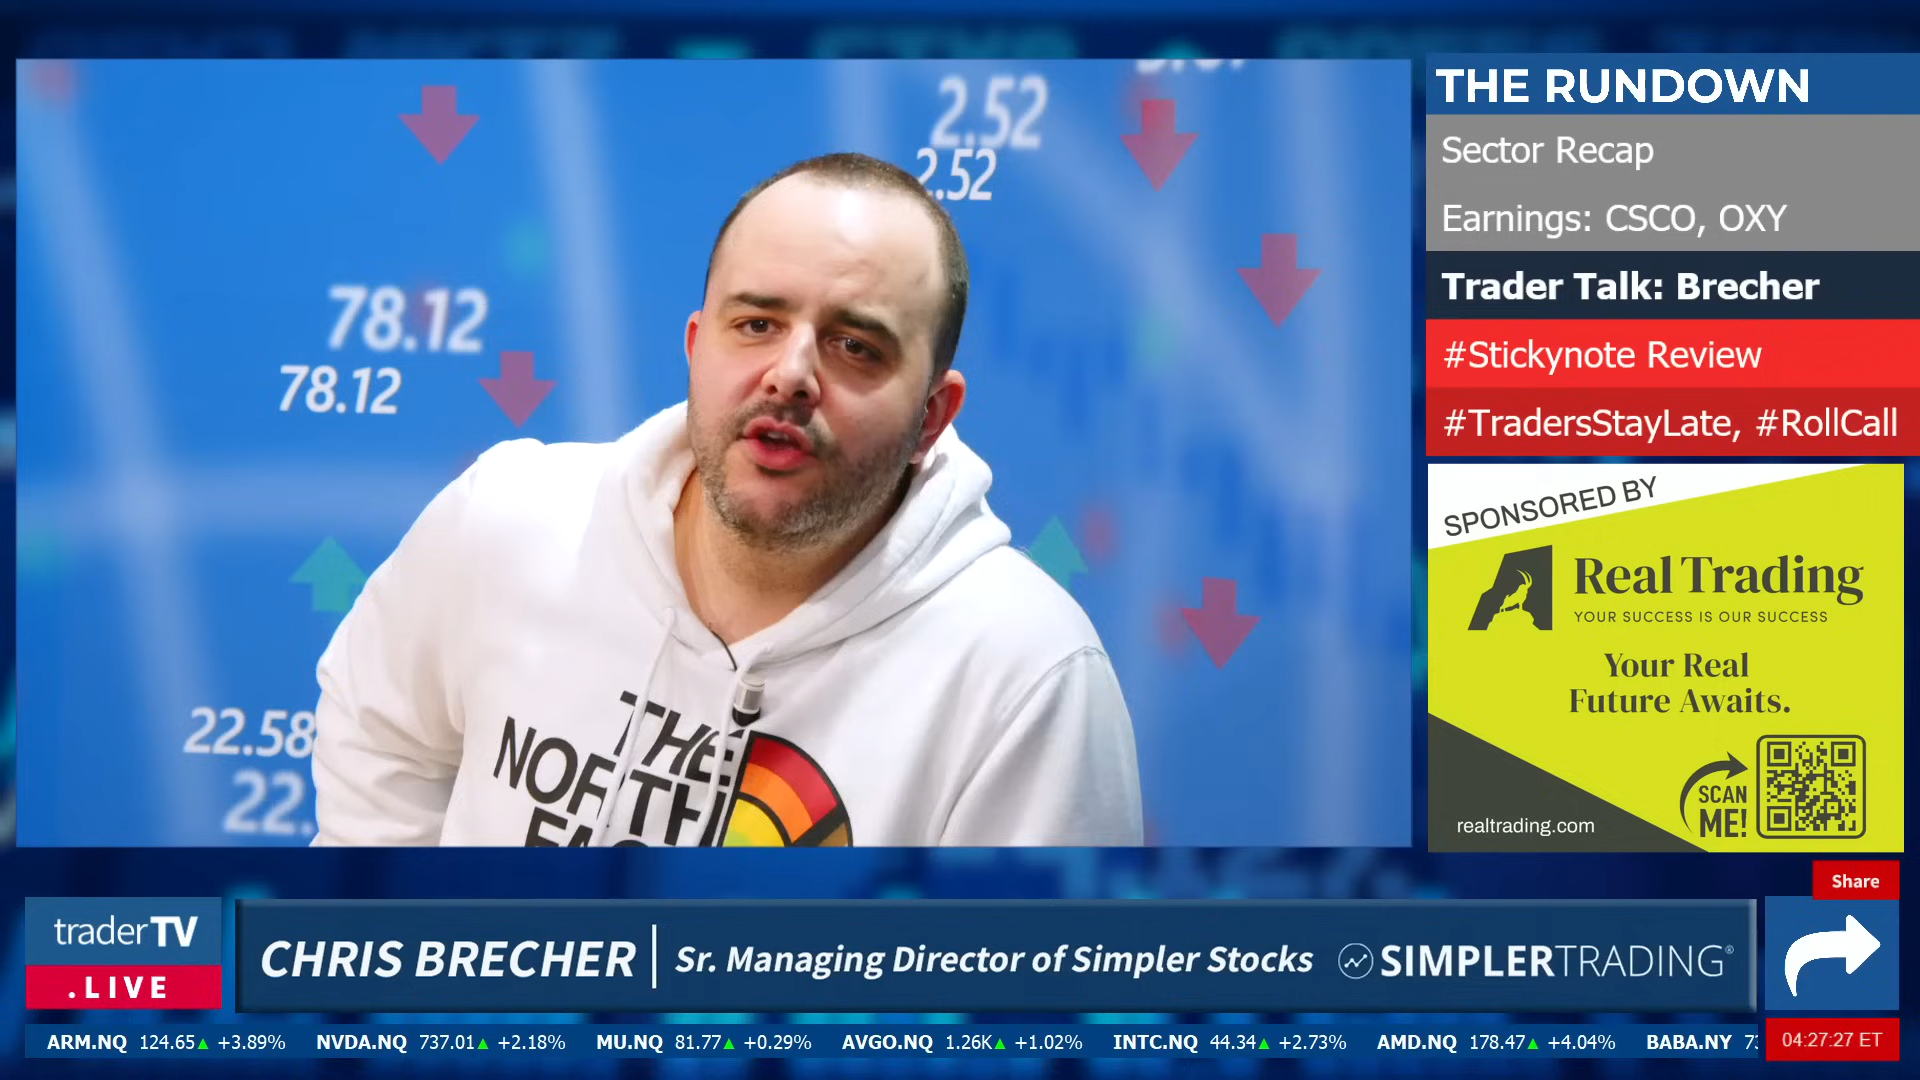 2.52
2.52
78.12
78.12
22.58
22.
THE
NORTH
THE RUNDOWN
Sector Recap
Earnings: CSCO, OXY
Trader Talk: Brecher
#Stickynote Review
#TradersStayLate, #RollCall
SPONSORED BY
Real Trading
YOUR SUCCESS IS OUR SUCCESS
Your Real
Future Awaits.
SCAN
ME!
realtrading.com
Share
traderTV
.LIVE
CHRIS BRECHER | Sr. Managing Director of Simpler Stocks SIMPLERTRADING®
ARM.NQ 124.65▲ +3.89% NVDA.NQ 737.01▲ +2.18% MU.NQ 81.77▲ +0.29% AVGO.NQ 1.26K▲ +1.02% INTC.NQ 44.34▲ +2.73% AMD.NQ 178.47▲ +4.04% BABA.NY
04:27:27 ET